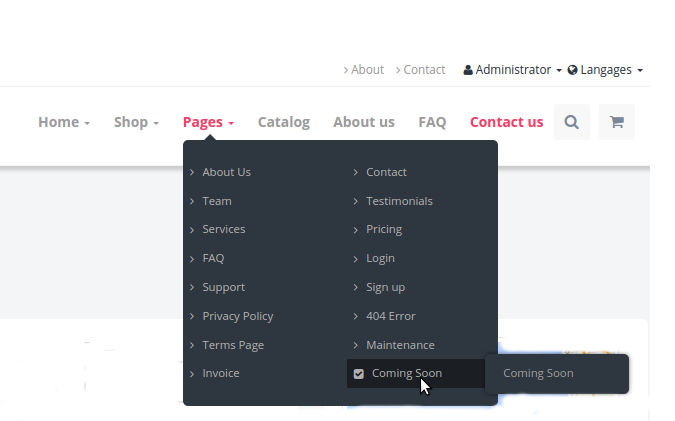 About Contact Administrator Langages
Home Shop Pages Catalog About us FAQ Contact us
About Us
Team
Services
FAQ
Support
Privacy Policy
Terms Page
Invoice
Contact
Testimonials
Pricing
Login
Sign up
404 Error
Maintenance
Coming Soon
Coming Soon